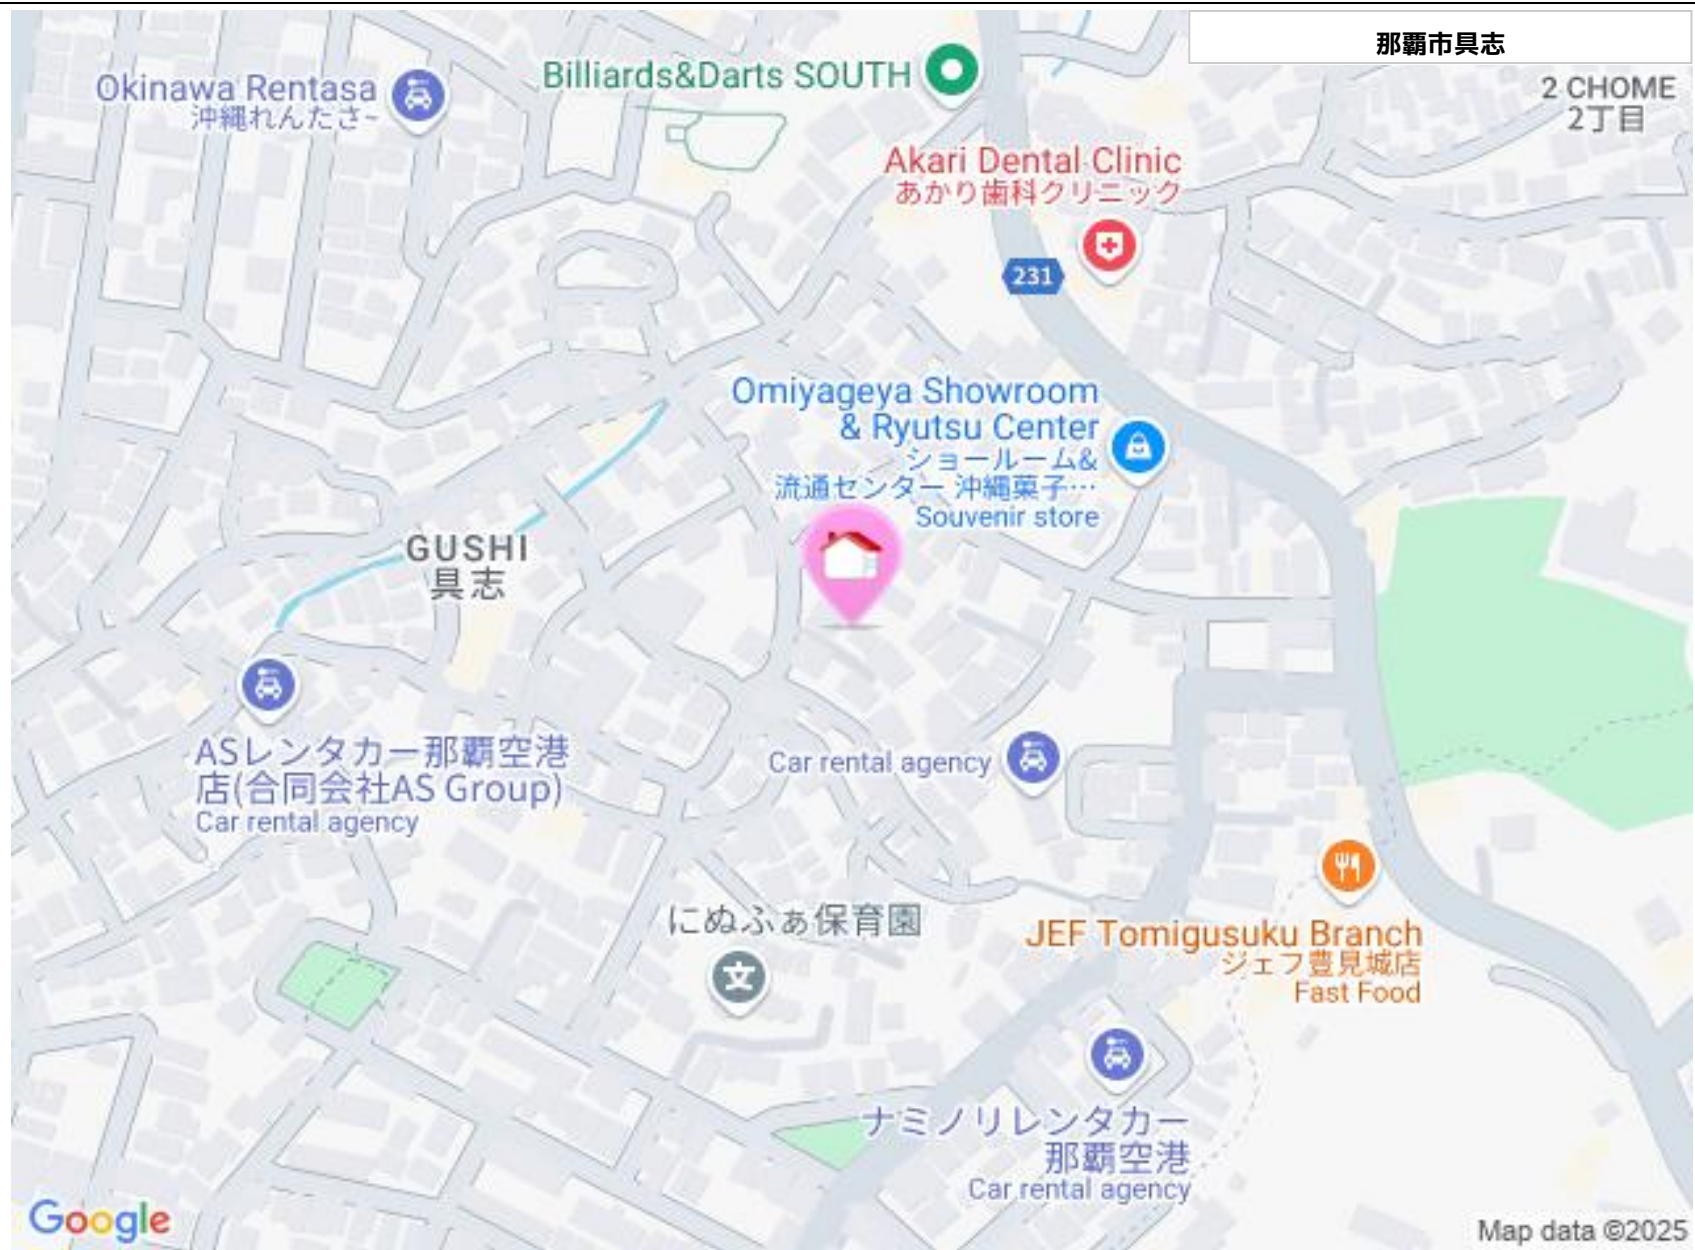 那覇市具志
Okinawa Rentasa
沖縄れんたさ~
Billiards&Darts SOUTH
2 CHOME
2丁目
Akari Dental Clinic
あかり歯科クリニック
231
Omiyageya Showroom
& Ryutsu Center
ショールーム&
流通センター 沖縄菓子…
Souvenir store
GUSHI
具志
ASレンタカー那覇空港
店(合同会社AS Group)
Car rental agency
Car rental agency
にぬふぁ保育園
文
JEF Tomigusuku Branch
ジェフ豊見城店
Fast Food
ナミノリレンタカー
那覇空港
Car rental agency
Google
Map data ©2025